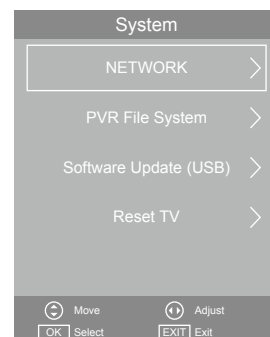 System
NETWORK
PVR File System
Software Update (USB)
Reset TV
Move Adjust
OK Select EXIT Exit